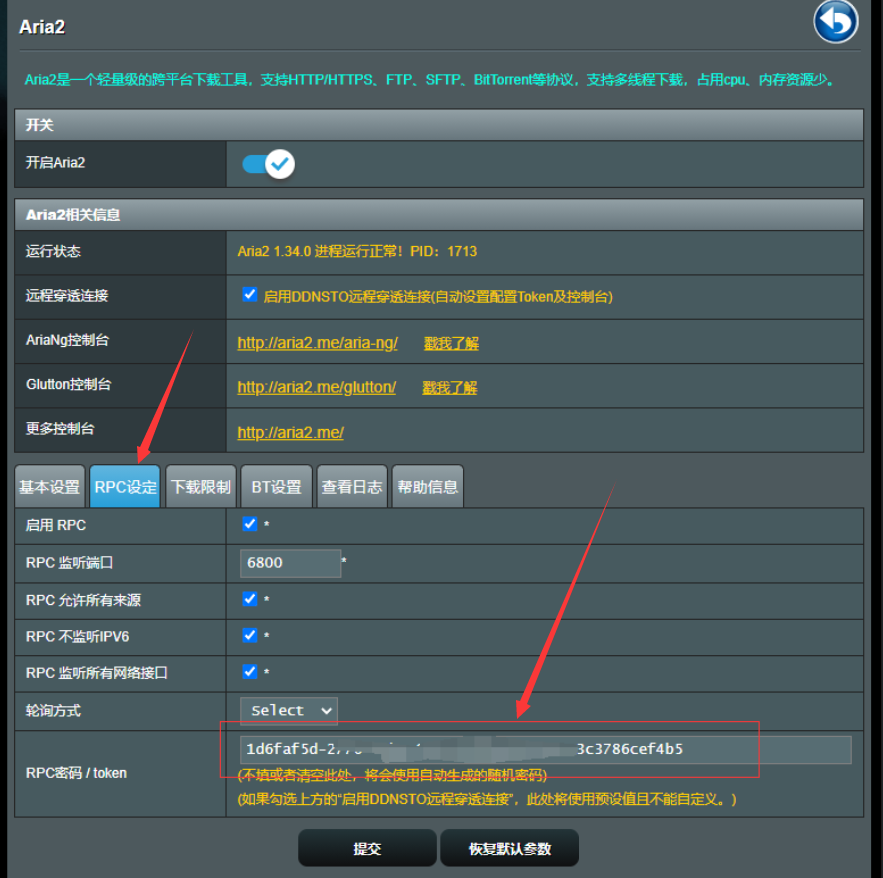 Aria2
Aria2是一个轻量级的跨平台下载工具，支持HTTP/HTTPS、FTP、SFTP、BitTorrent等协议，支持多线程下载，占用cpu、内存资源少。
开关
开启Aria2
Aria2相关信息
运行状态 Aria2 1.34.0 进程运行正常！PID：1713
远程穿透连接 启用DDNSTO远程穿透连接(自动设置配置Token及控制台)
AriaNg控制台 http://aria2.me/aria-ng/ 戳我了解
Glutton控制台 http://aria2.me/glutton/ 戳我了解
更多控制台 http://aria2.me/
基本设置 RPC设定 下载限制 BT设置 查看日志 帮助信息
启用 RPC *
RPC 监听端口 6800 *
RPC 允许所有来源 *
RPC 不监听IPV6 *
RPC 监听所有网络接口 *
轮询方式 Select
RPC密码 / token 1d6faf5d- 3c3786cef4b5
(不填或者清空此处，将会使用自动生成的随机密码)
(如果勾选上方的“启用DDNSTO远程穿透连接”，此处将使用预设值且不能自定义。)
提交 恢复默认参数